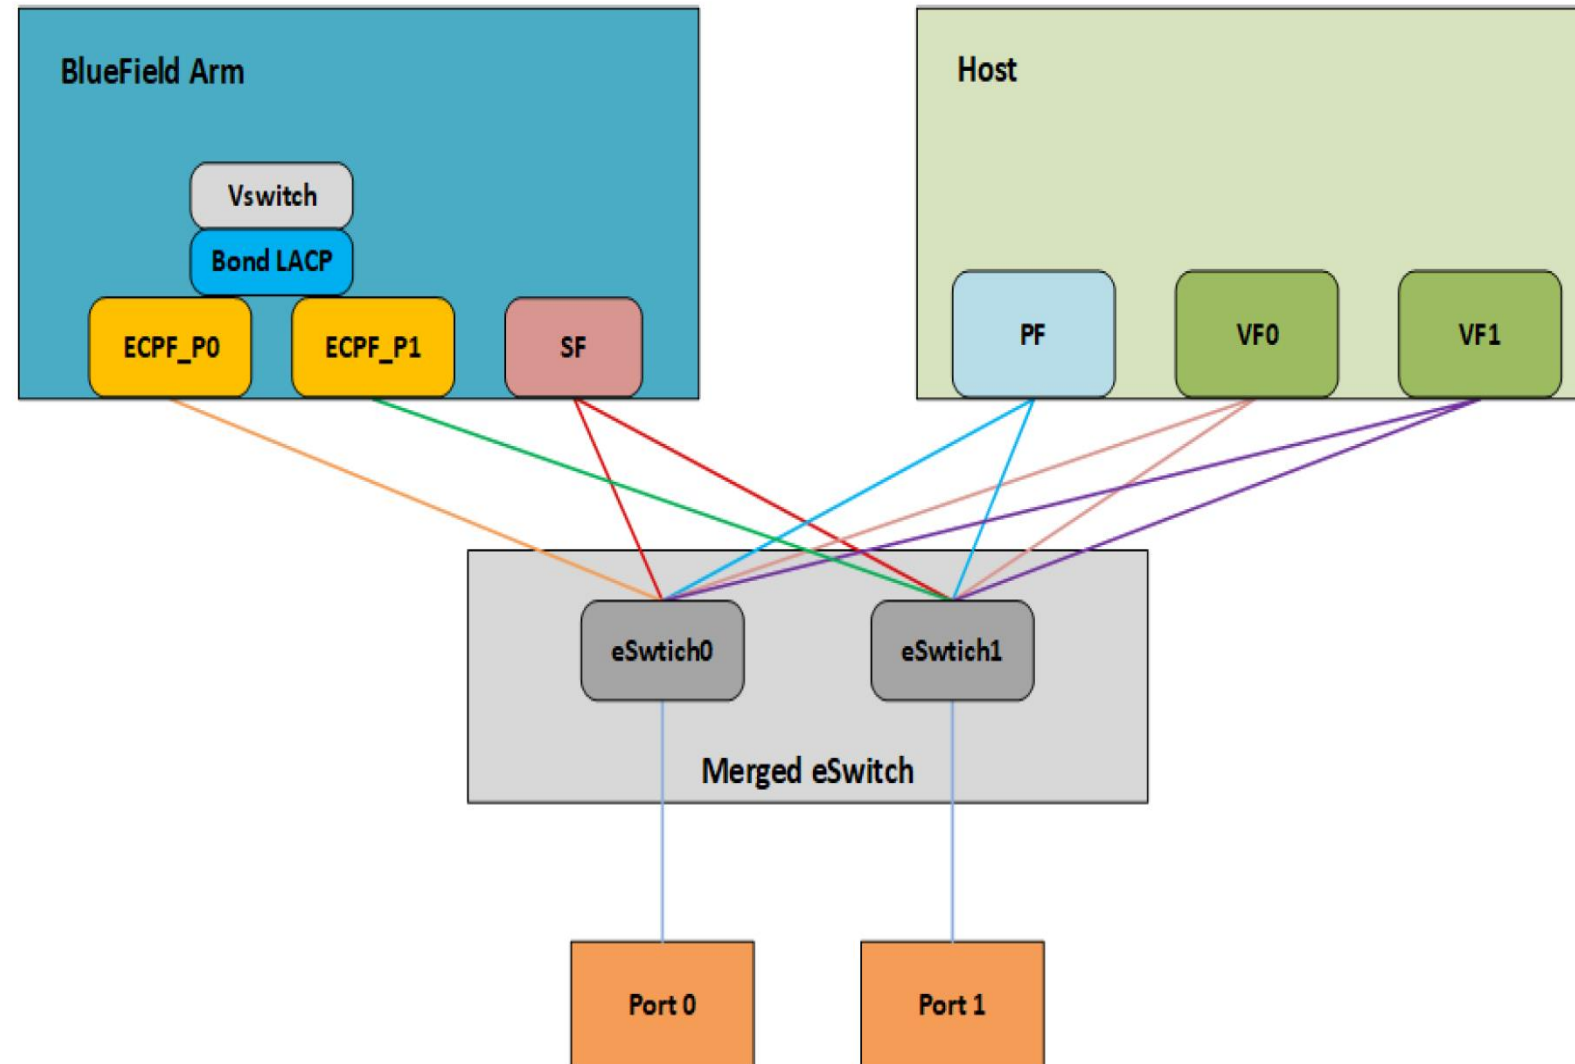 BlueField Arm
Host
Vswitch
Bond LACP
ECPF_P0
ECPF_P1
SF
PF
VF0
VF1
eSwtich0
eSwtich1
Merged eSwitch
Port 0
Port 1